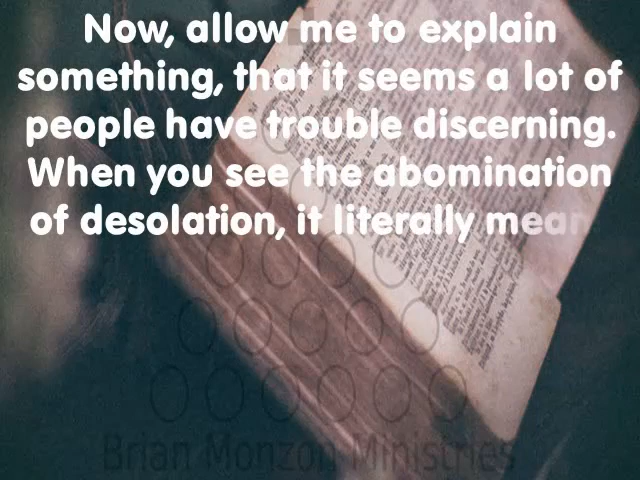 Now, allow me to explain
something, that it seems a lot of
people have trouble discerning.
When you see the abomination
of desolation, it literally mean
Brian Monzon Ministries